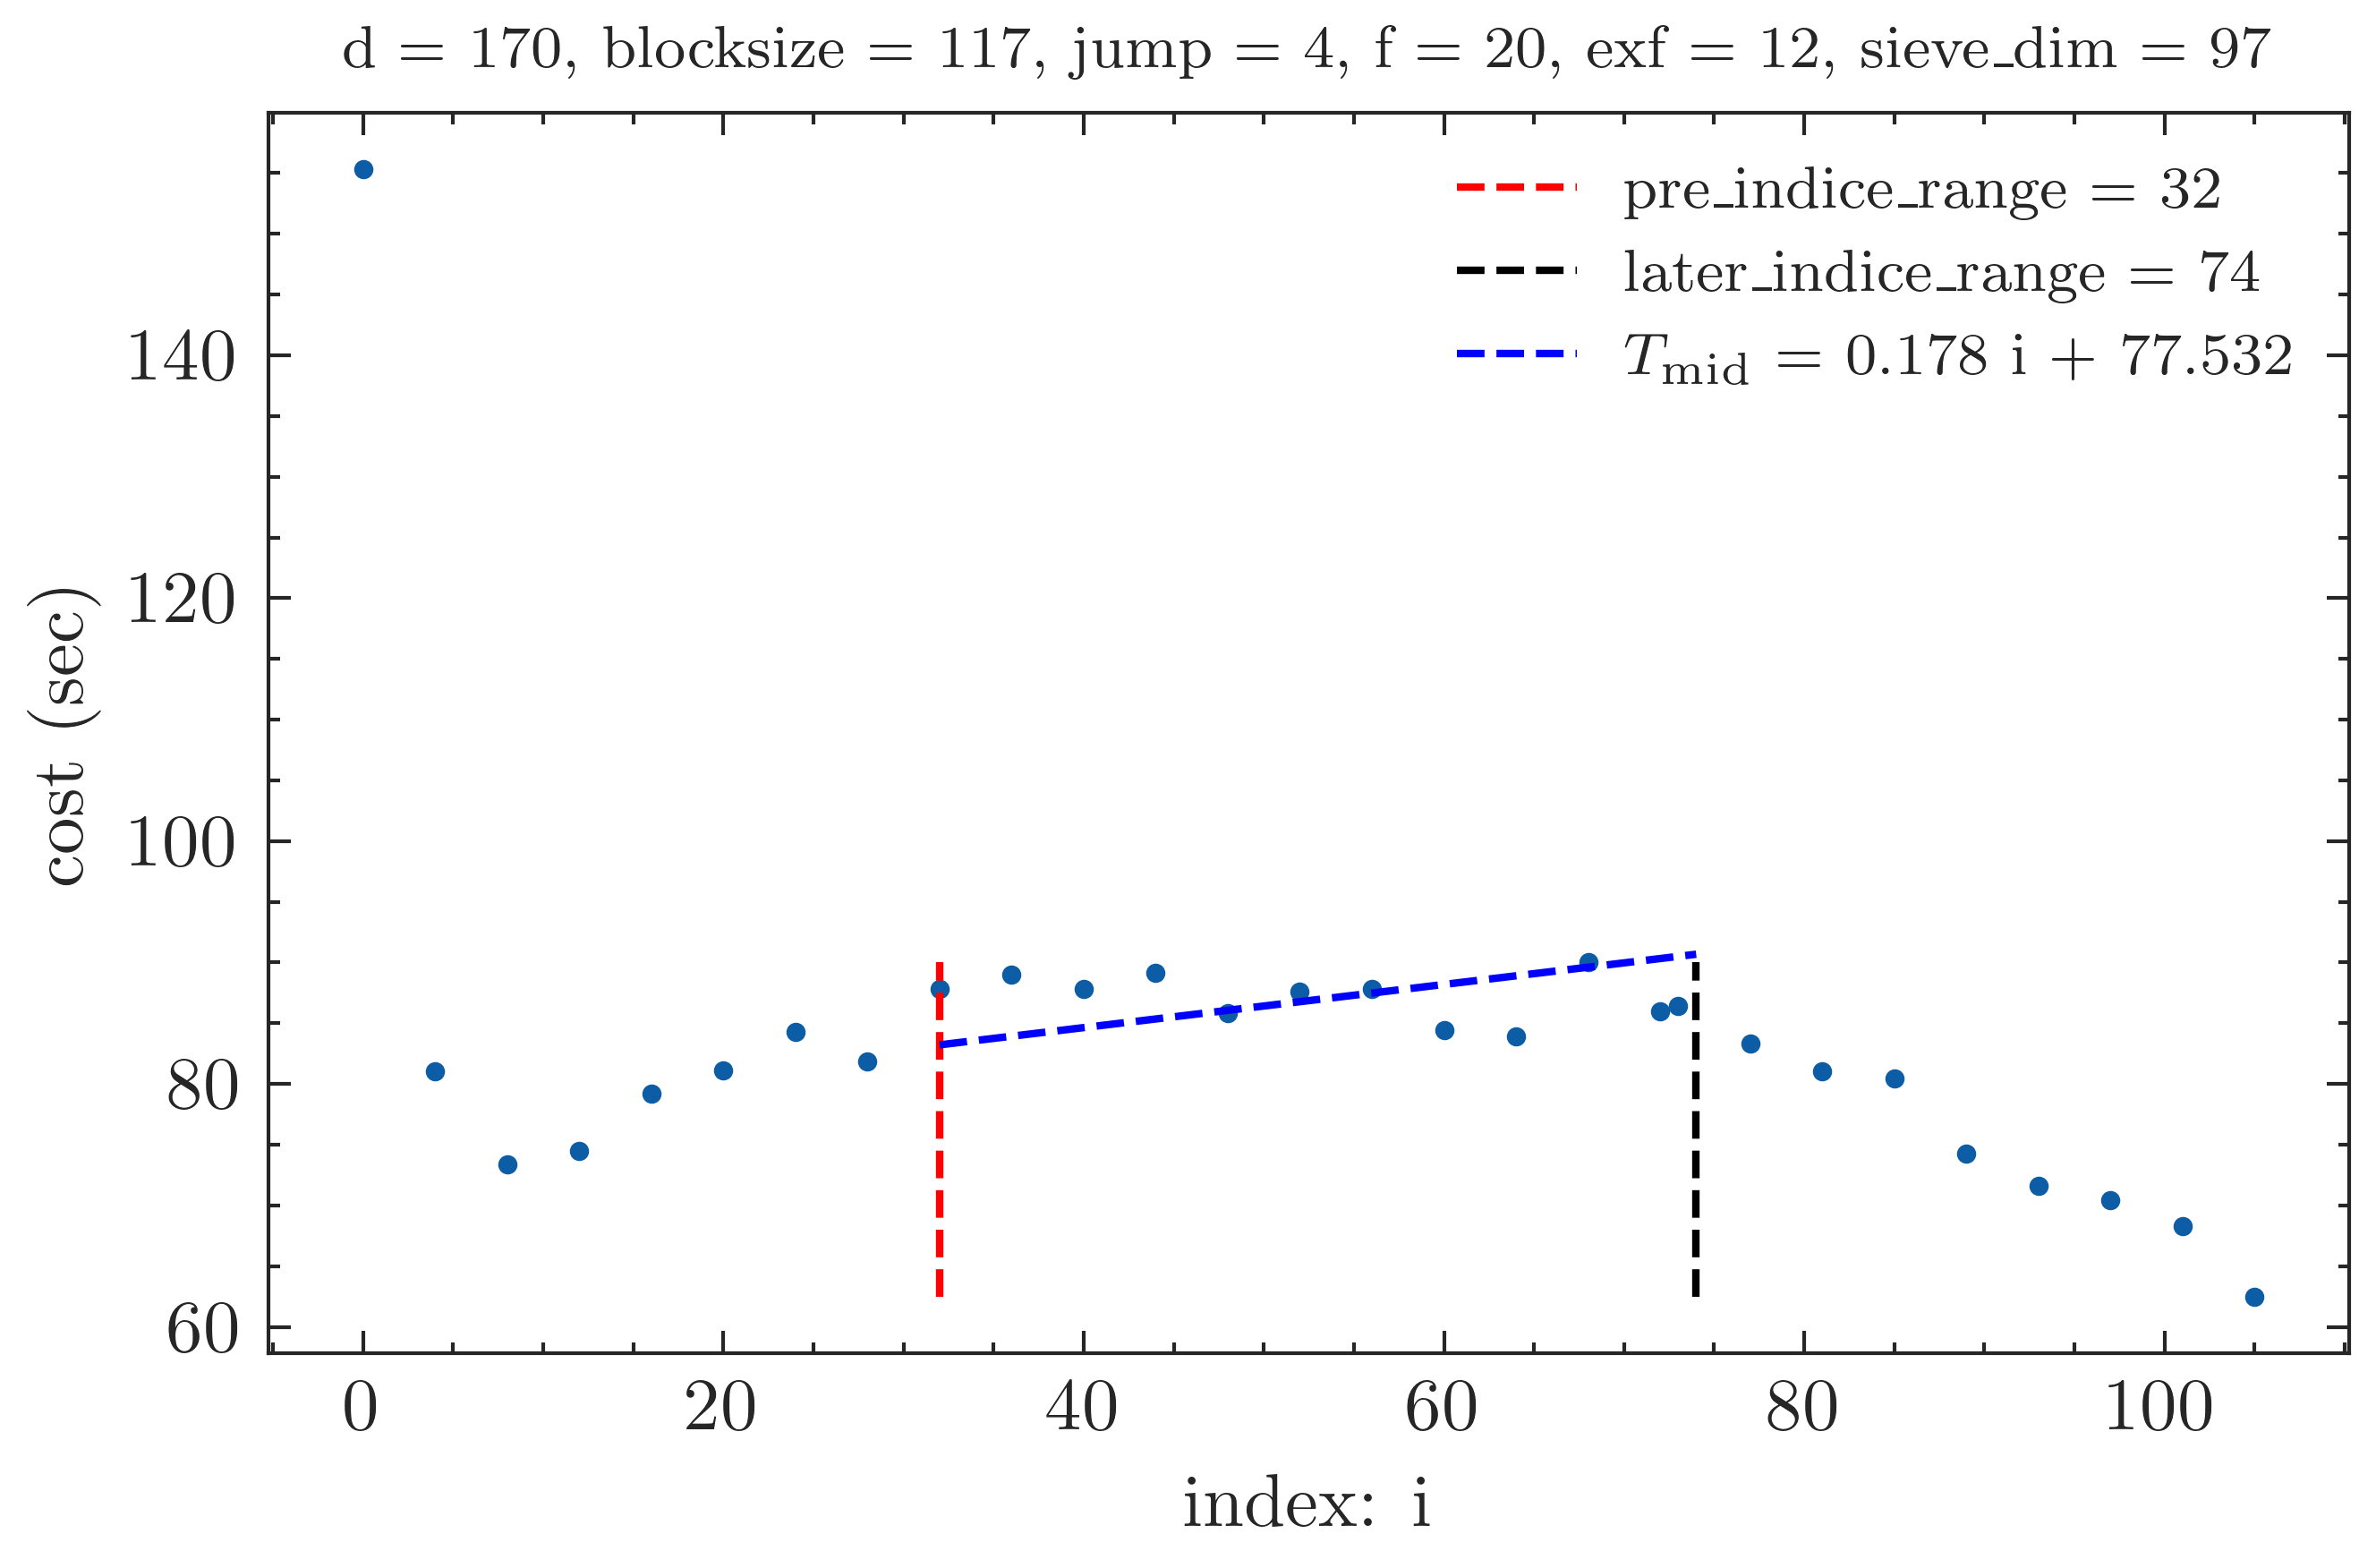 d = 170, blocksize = 117, jump = 4, f = 20, exf = 12, sieve_dim = 97
pre_indice_range = 32
later_indice_range = 74
T_mid = 0.178 i + 77.532
cost (sec)
140
120
100
80
60
0 20 40 60 80 100
index: i